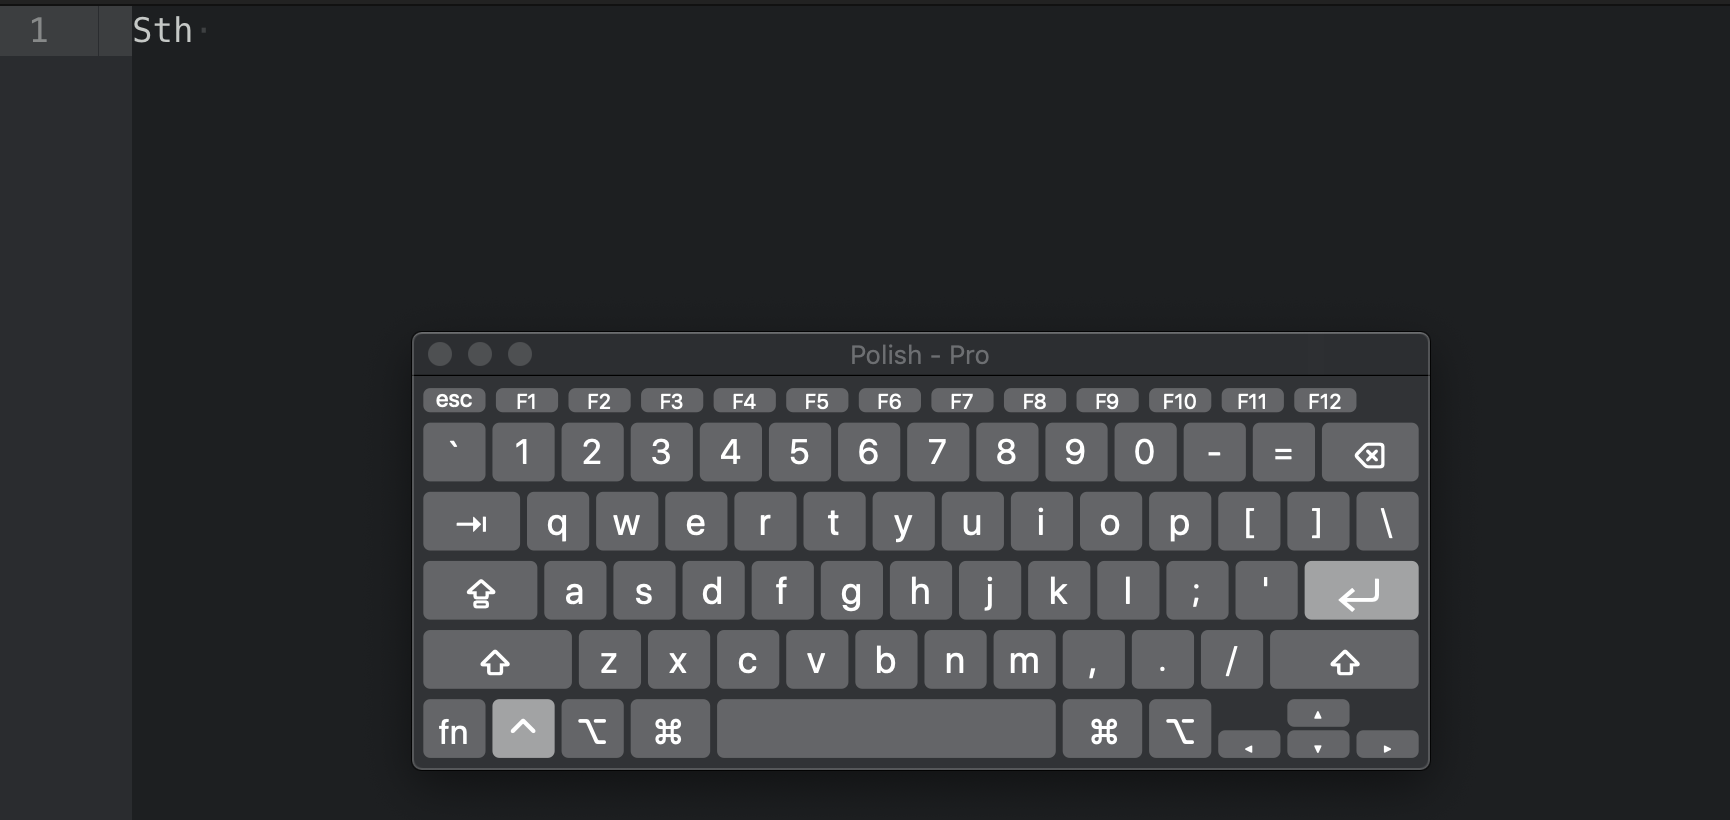 1 Sth
Polish - Pro
esc F1 F2 F3 F4 F5 F6 F7 F8 F9 F10 F11 F12
` 1 2 3 4 5 6 7 8 9 0 - =
q w e r t y u i o p [ ] \
a s d f g h j k l ; '
z x c v b n m , . /
fn ^ ⌥ ⌘ ⌘ ⌥